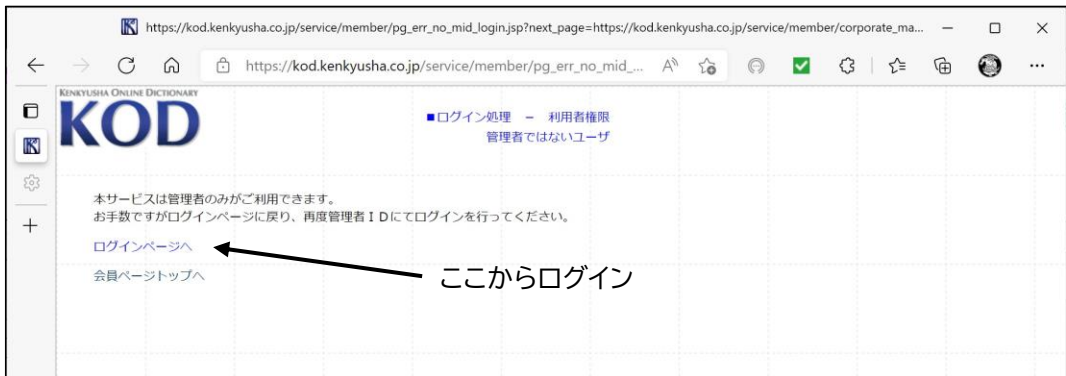 https://kod.kenkyusha.co.jp/service/member/pg_err_no_mid_login.jsp?next_page=https://kod.kenkyusha.co.jp/service/member/corporate_ma...
https://kod.kenkyusha.co.jp/service/member/pg_err_no_mid_...
KENKYUSHA ONLINE DICTIONARY
KOD
■ログイン処理 － 利用者権限
管理者ではないユーザ
本サービスは管理者のみがご利用できます。
お手数ですがログインページに戻り、再度管理者ＩＤにてログインを行ってください。
ログインページへ
ここからログイン
会員ページトップへ